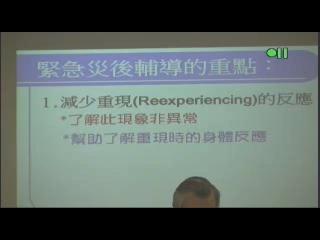 緊急災後輔導的重點：
1.減少重現(Reexperiencing)的反應
*了解此現象非異常
*幫助了解重現時的身體反應